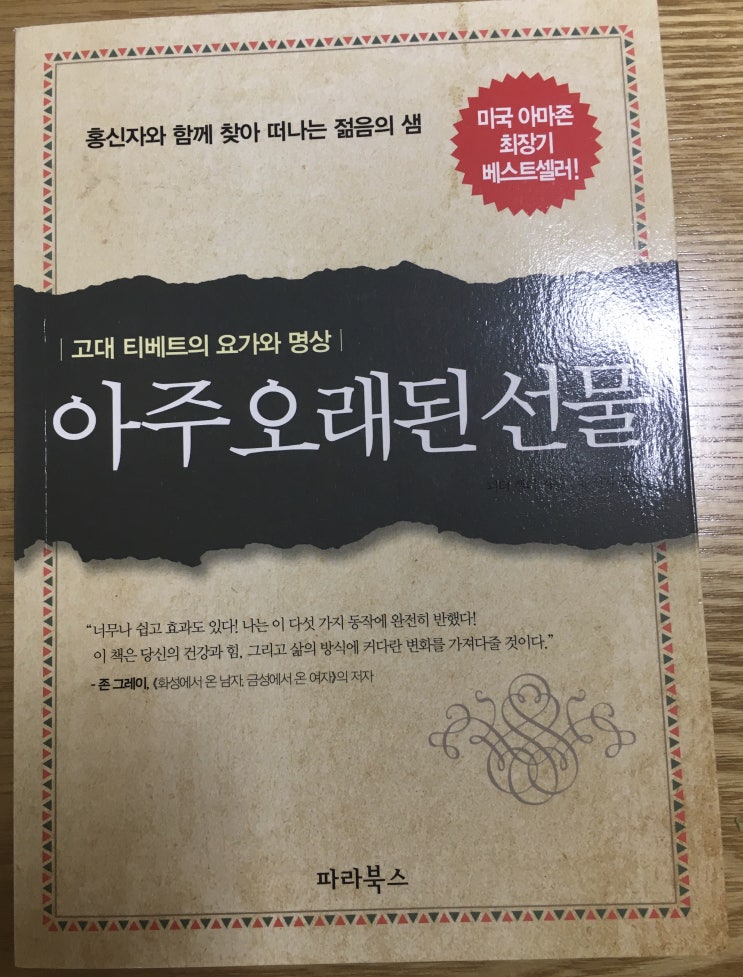 홍신자와 함께 찾아 떠나는 젊음의 샘
미국 아마존
최장기
베스트셀러!
| 고대 티베트의 요가와 명상 |
아주 오래된 선물
“너무나 쉽고 효과도 있다! 나는 이 다섯 가지 동작에 완전히 반했다!
이 책은 당신의 건강과 힘, 그리고 삶의 방식에 커다란 변화를 가져다줄 것이다.”
- 존 그레이, 《화성에서 온 남자 금성에서 온 여자》의 저자
파라북스